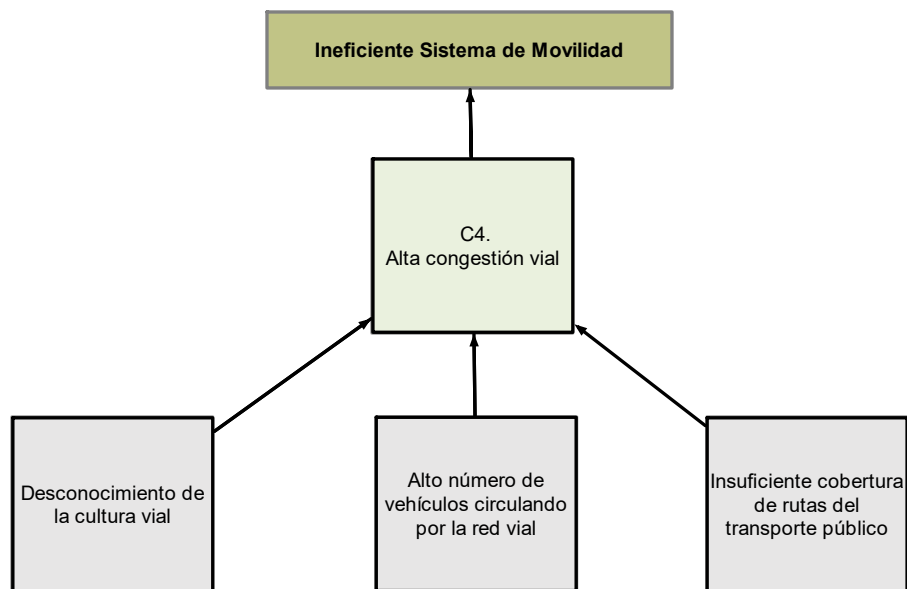 Ineficiente Sistema de Movilidad
C4.
Alta congestión vial
Desconocimiento de
la cultura vial
Alto número de
vehículos circulando
por la red vial
Insuficiente cobertura
de rutas del
transporte público